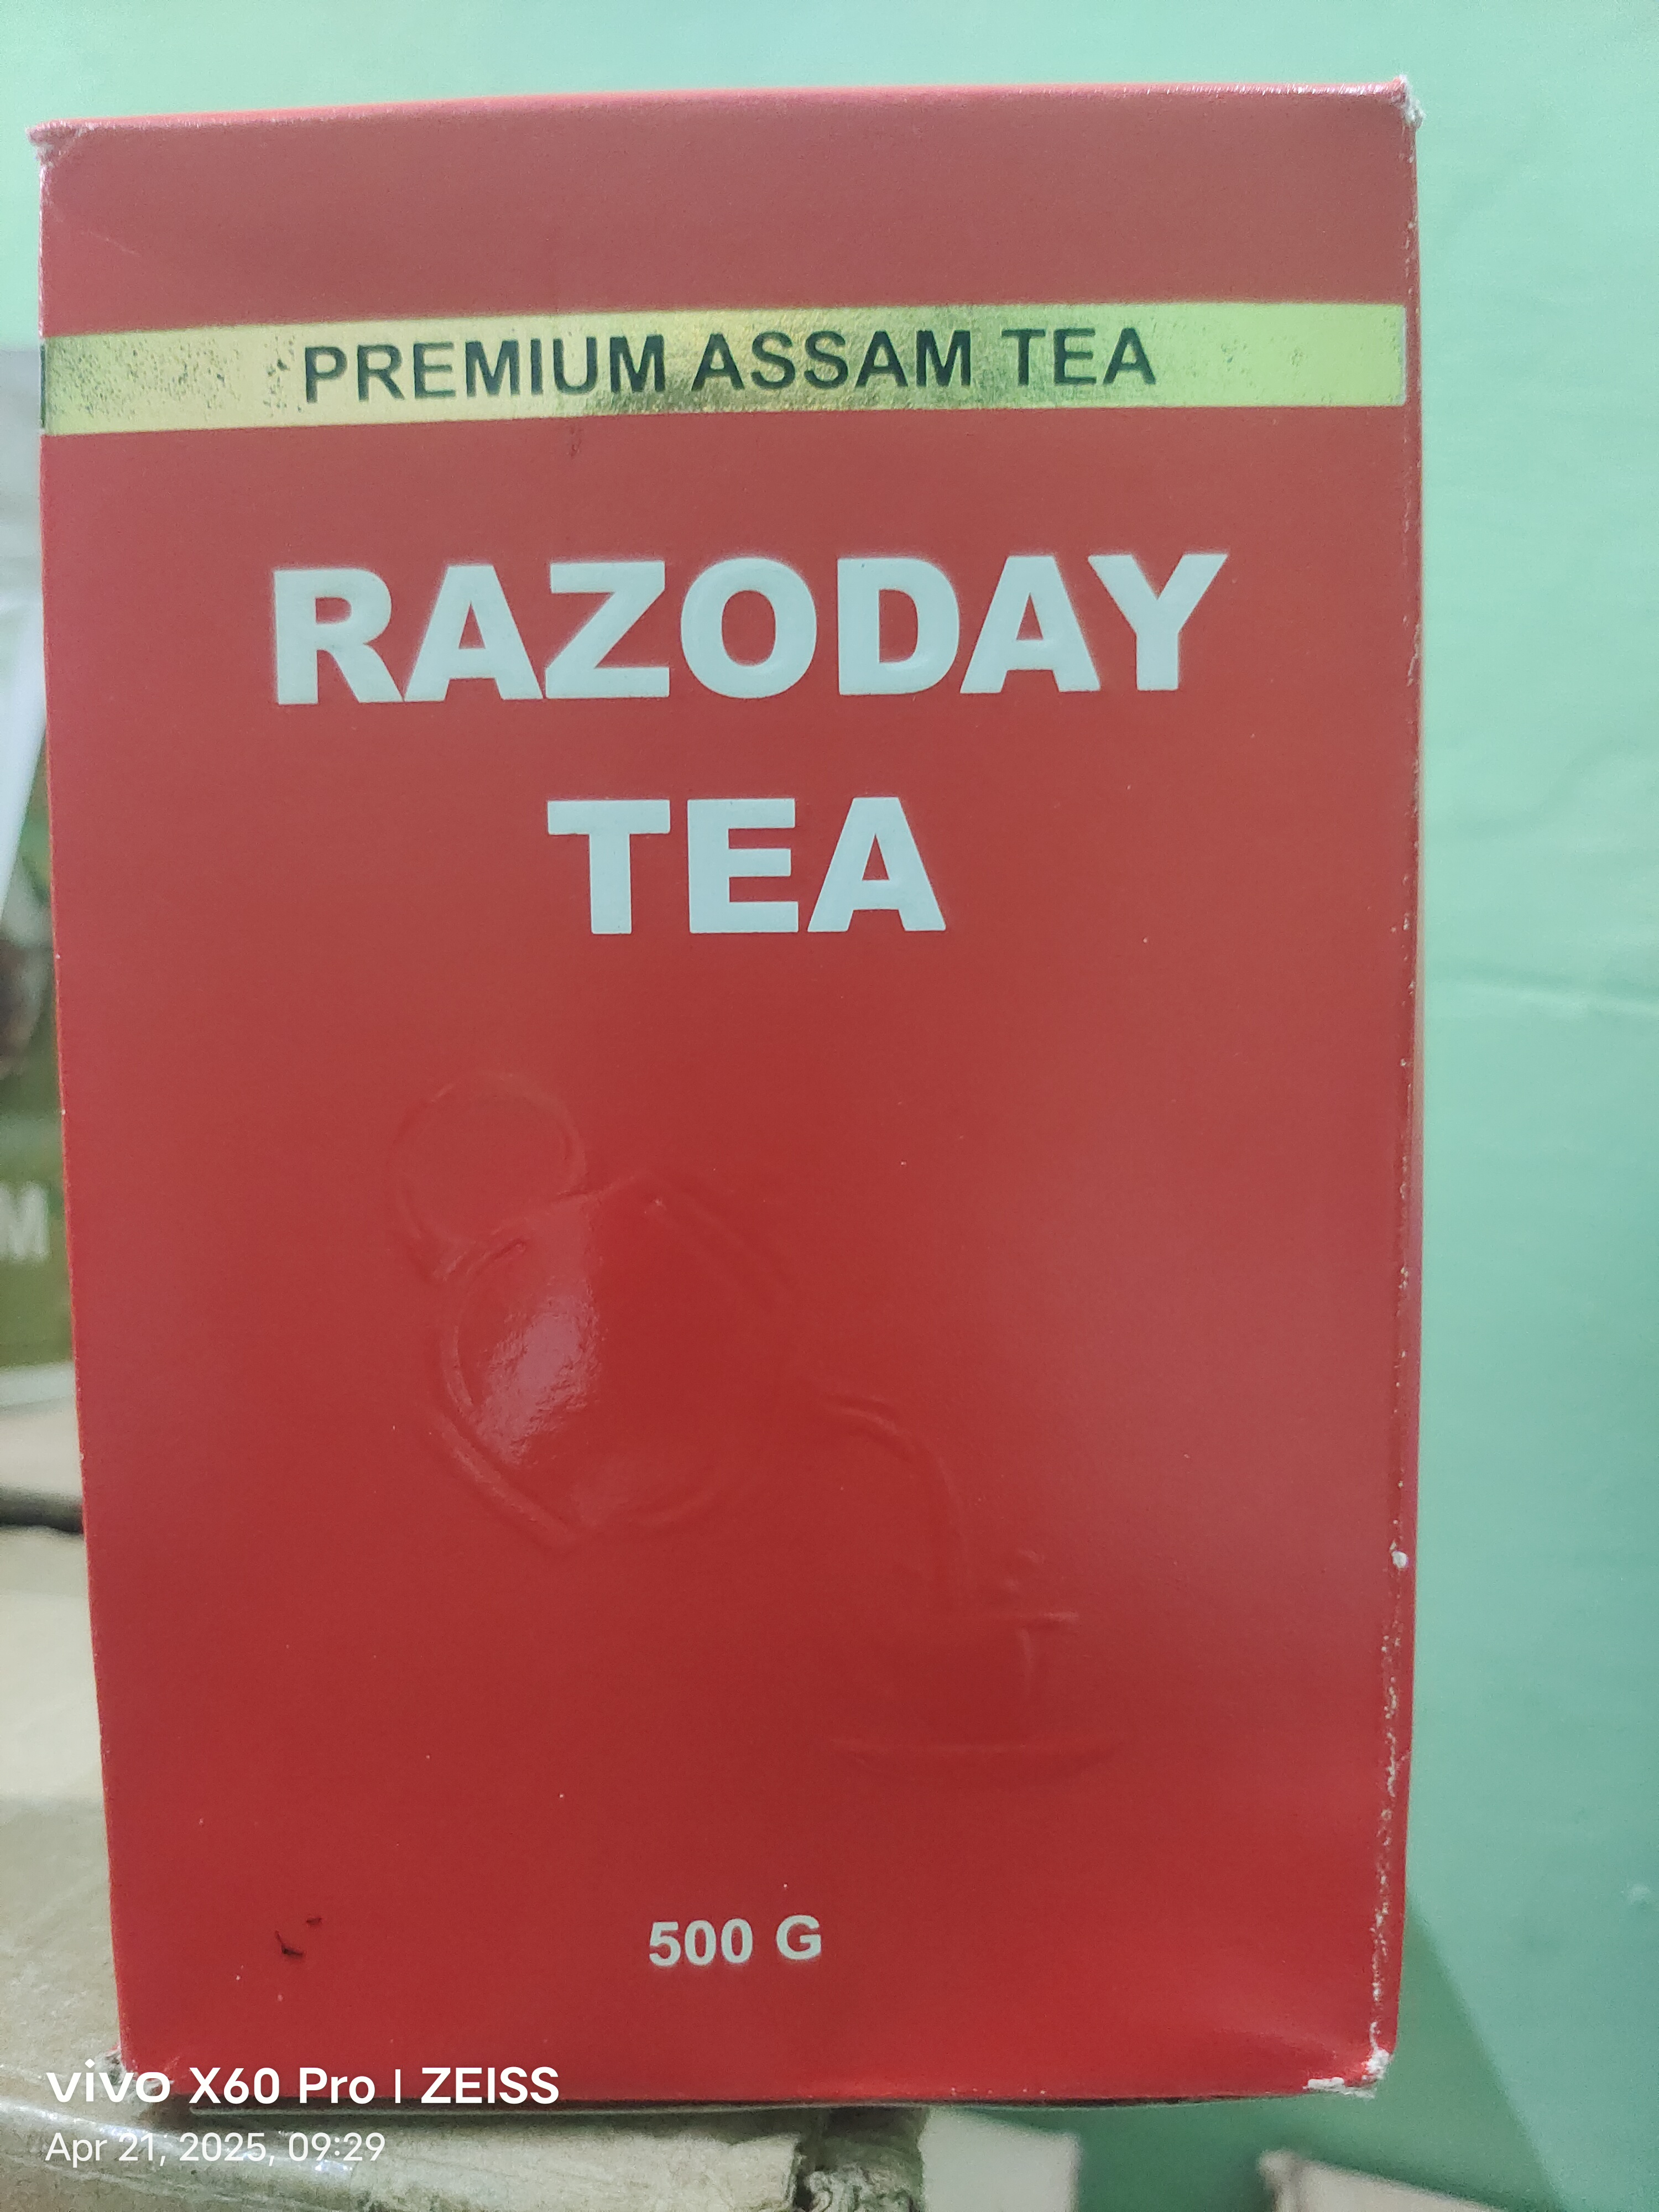 PREMIUM ASSAM TEA
RAZODAY
TEA
M
500 G
vivo X60 Pro | ZEISS
Apr 21, 2025, 09:29